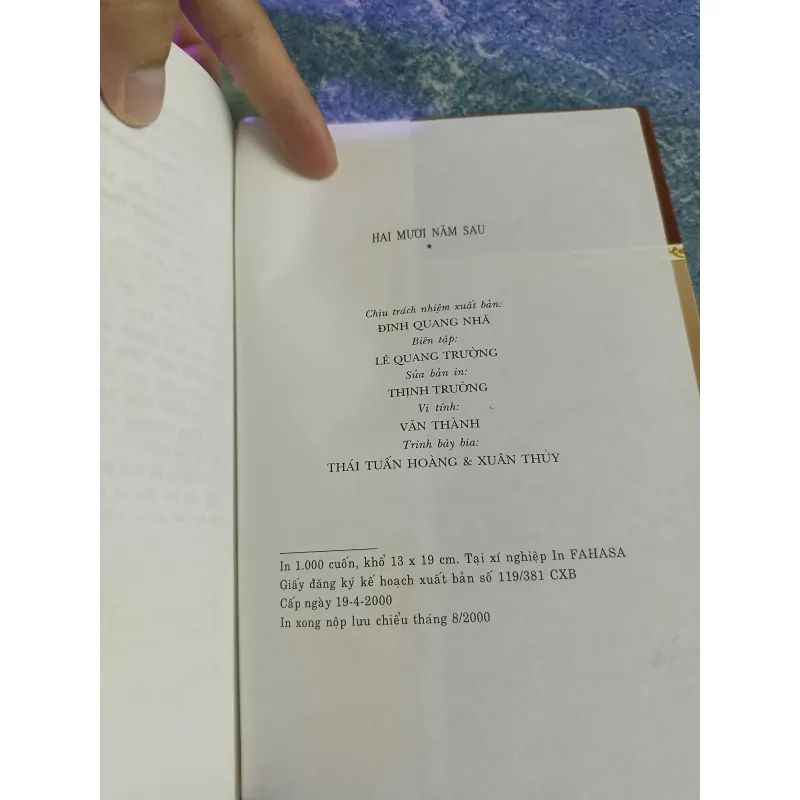 HAI MƯƠI NĂM SAU
*
Chịu trách nhiệm xuất bản:
ĐINH QUANG NHÃ
Biên tập:
LÊ QUANG TRƯỜNG
Sửa bản in:
THỊNH TRƯỜNG
Vi tính:
VĂN THÀNH
Trình bày bìa:
THÁI TUẤN HOÀNG & XUÂN THỦY
In 1.000 cuốn, khổ 13 x 19 cm. Tại xí nghiệp In FAHASA
Giấy đăng ký kế hoạch xuất bản số 119/381 CXB
Cấp ngày 19-4-2000
In xong nộp lưu chiểu tháng 8/2000